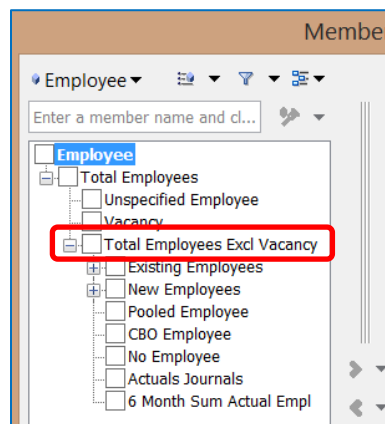 Membe
Employee
Enter a member name and cl...
Employee
Total Employees
Unspecified Employee
Vacancy
Total Employees Excl Vacancy
Existing Employees
New Employees
Pooled Employee
CBO Employee
No Employee
Actuals Journals
6 Month Sum Actual Empl